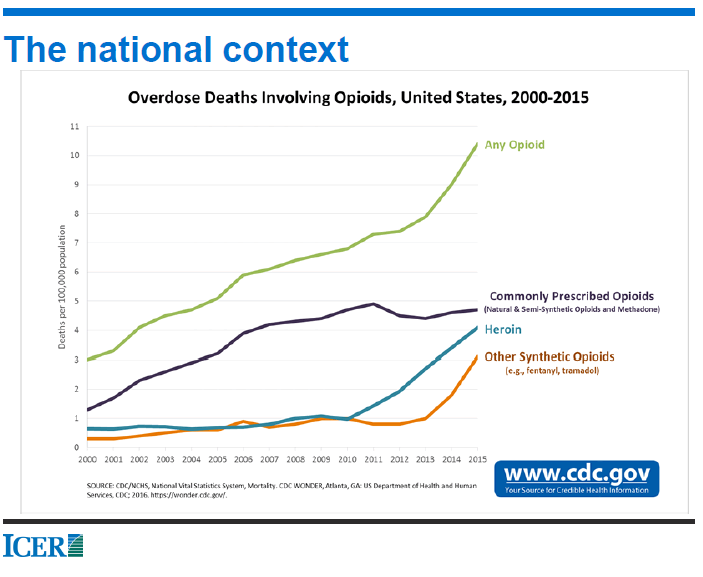 The national context
Overdose Deaths Involving Opioids, United States, 2000-2015
Deaths per 100,000 population
11
10
9
8
7
6
5
4
3
2
1
0
2000 2001 2002 2003 2004 2005 2006 2007 2008 2009 2010 2011 2012 2013 2014 2015
Any Opioid
Commonly Prescribed Opioids
(Natural & Semi-Synthetic Opioids and Methadone)
Heroin
Other Synthetic Opioids
(e.g., fentanyl, tramadol)
SOURCE: CDC/NCHS, National Vital Statistics System, Mortality. CDC WONDER, Atlanta, GA: US Department of Health and Human
Services, CDC; 2016. https://wonder.cdc.gov/.
www.cdc.gov
Your Source for Credible Health Information
ICER